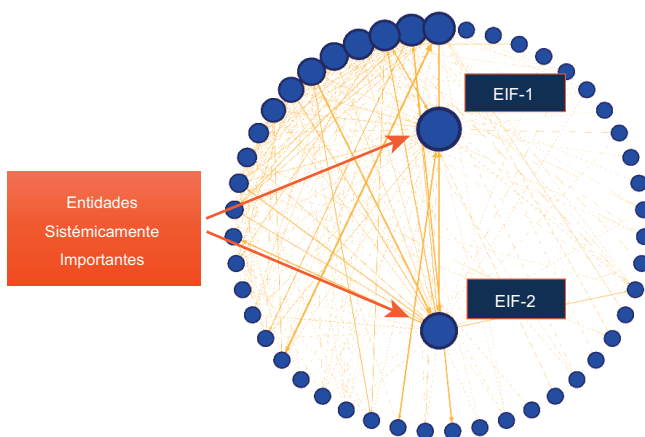 EIF-1
Entidades
Sistémicamente
Importantes
EIF-2